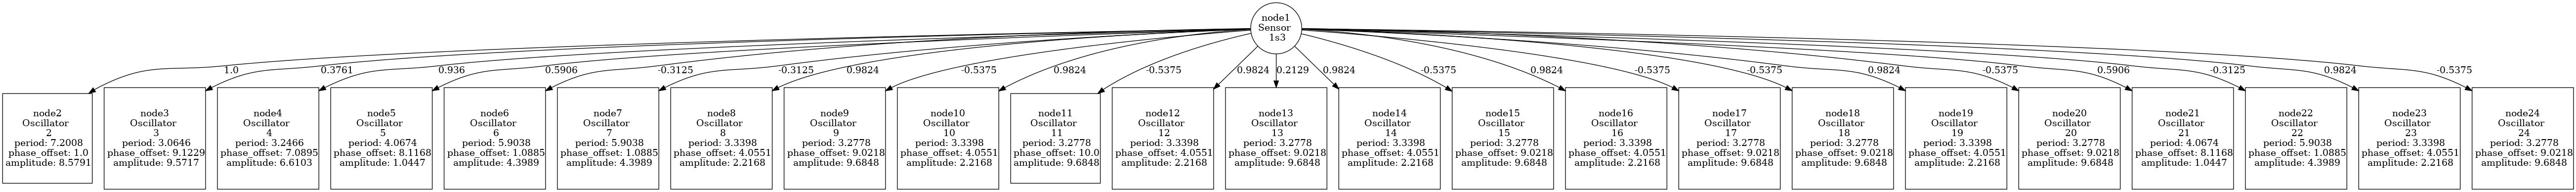 node1
Sensor
1s3
1.0
0.3761
0.936
0.5906
-0.3125
-0.3125
0.9824
-0.5375
0.9824
-0.5375
0.9824
0.2129
0.9824
-0.5375
0.9824
-0.5375
-0.5375
0.9824
-0.5375
0.5906
-0.3125
0.9824
-0.5375
node2
Oscillator
2
period: 7.2008
phase_offset: 1.0
amplitude: 8.5791
node3
Oscillator
3
period: 3.0646
phase_offset: 9.1229
amplitude: 9.5717
node4
Oscillator
4
period: 3.2466
phase_offset: 7.0895
amplitude: 6.6103
node5
Oscillator
5
period: 4.0674
phase_offset: 8.1168
amplitude: 1.0447
node6
Oscillator
6
period: 5.9038
phase_offset: 1.0885
amplitude: 4.3989
node7
Oscillator
7
period: 5.9038
phase_offset: 1.0885
amplitude: 4.3989
node8
Oscillator
8
period: 3.3398
phase_offset: 4.0551
amplitude: 2.2168
node9
Oscillator
9
period: 3.2778
phase_offset: 9.0218
amplitude: 9.6848
node10
Oscillator
10
period: 3.3398
phase_offset: 4.0551
amplitude: 2.2168
node11
Oscillator
11
period: 3.2778
phase_offset: 10.0
amplitude: 9.6848
node12
Oscillator
12
period: 3.3398
phase_offset: 4.0551
amplitude: 2.2168
node13
Oscillator
13
period: 3.2778
phase_offset: 9.0218
amplitude: 9.6848
node14
Oscillator
14
period: 3.3398
phase_offset: 4.0551
amplitude: 2.2168
node15
Oscillator
15
period: 3.2778
phase_offset: 9.0218
amplitude: 9.6848
node16
Oscillator
16
period: 3.3398
phase_offset: 4.0551
amplitude: 2.2168
node17
Oscillator
17
period: 3.2778
phase_offset: 9.0218
amplitude: 9.6848
node18
Oscillator
18
period: 3.2778
phase_offset: 9.0218
amplitude: 9.6848
node19
Oscillator
19
period: 3.3398
phase_offset: 4.0551
amplitude: 2.2168
node20
Oscillator
20
period: 3.2778
phase_offset: 9.0218
amplitude: 9.6848
node21
Oscillator
21
period: 4.0674
phase_offset: 8.1168
amplitude: 1.0447
node22
Oscillator
22
period: 5.9038
phase_offset: 1.0885
amplitude: 4.3989
node23
Oscillator
23
period: 3.3398
phase_offset: 4.0551
amplitude: 2.2168
node24
Oscillator
24
period: 3.2778
phase_offset: 9.0218
amplitude: 9.6848